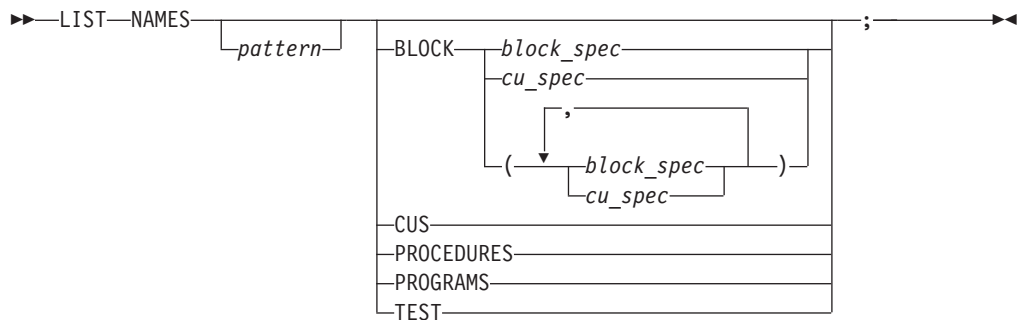 LIST NAMES ;
pattern
BLOCK block_spec
cu_spec
,
( block_spec )
cu_spec
CUS
PROCEDURES
PROGRAMS
TEST